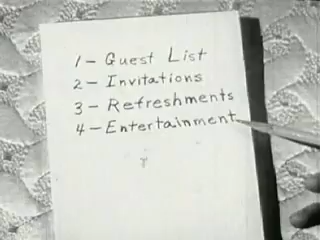 1 - Guest List
2 - Invitations
3 - Refreshments
4 - Entertainment